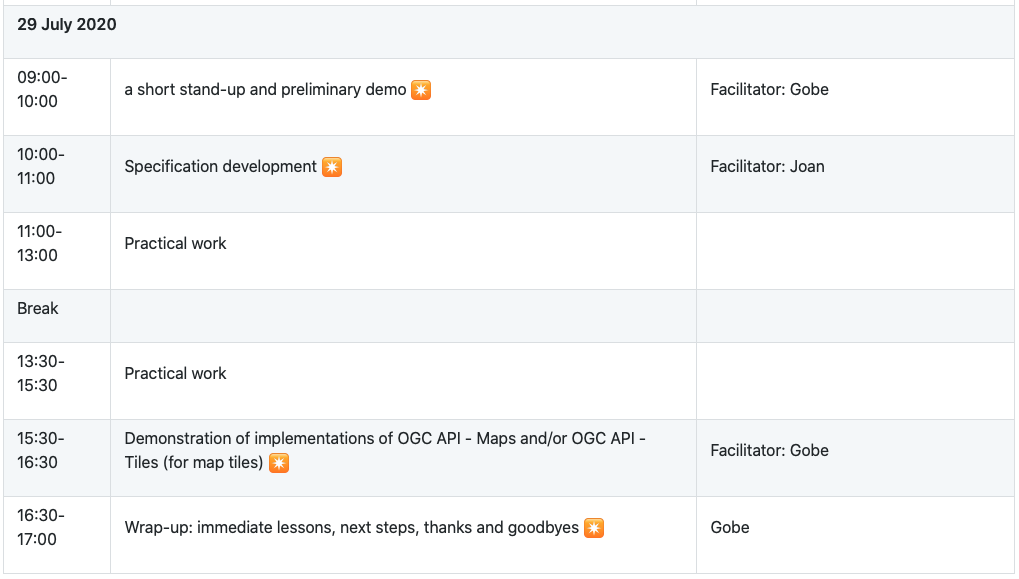 29 July 2020
09:00-
10:00
a short stand-up and preliminary demo
Facilitator: Gobe
10:00-
11:00
Specification development
Facilitator: Joan
11:00-
13:00
Practical work
Break
13:30-
15:30
Practical work
15:30-
16:30
Demonstration of implementations of OGC API - Maps and/or OGC API -
Tiles (for map tiles)
Facilitator: Gobe
16:30-
17:00
Wrap-up: immediate lessons, next steps, thanks and goodbyes
Gobe